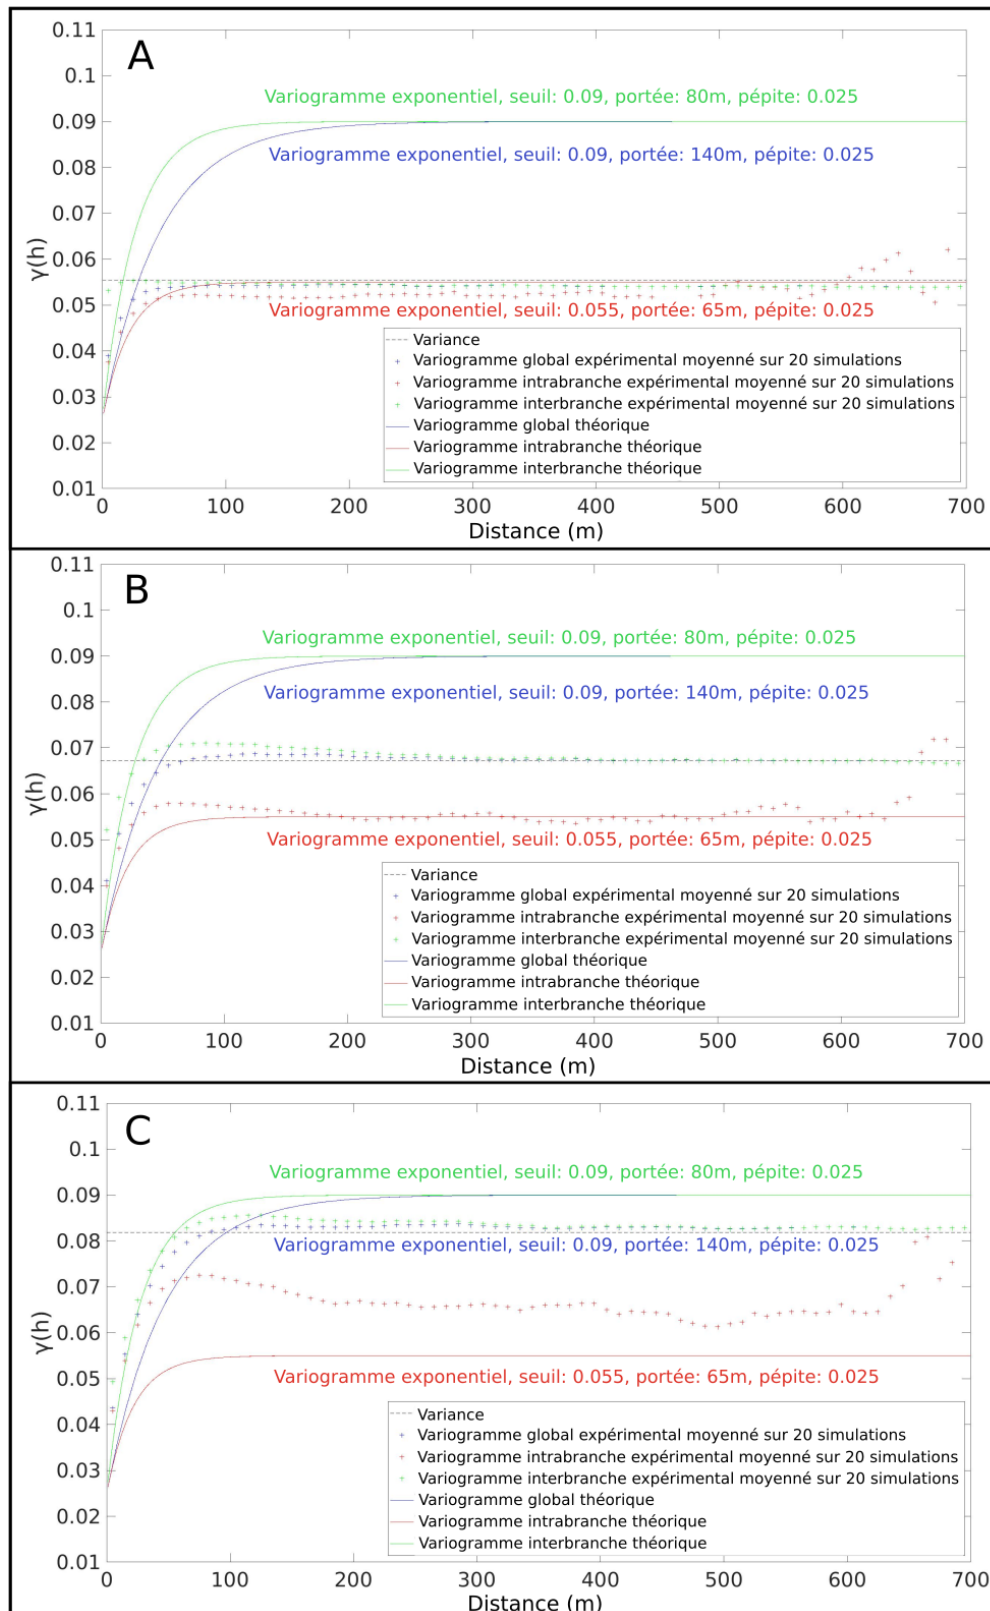 A
0.11
0.1
0.09
0.08
0.07
0.06
0.05
0.04
0.03
0.02
0.01
γ(h)
Variogramme exponentiel, seuil: 0.09, portée: 80m, pépite: 0.025
Variogramme exponentiel, seuil: 0.09, portée: 140m, pépite: 0.025
Variogramme exponentiel, seuil: 0.055, portée: 65m, pépite: 0.025
Variance
Variogramme global expérimental moyenné sur 20 simulations
Variogramme intrabranche expérimental moyenné sur 20 simulations
Variogramme interbranche expérimental moyenné sur 20 simulations
Variogramme global théorique
Variogramme intrabranche théorique
Variogramme interbranche théorique
0 100 200 300 400 500 600 700
Distance (m)
B
0.11
0.1
0.09
0.08
0.07
0.06
0.05
0.04
0.03
0.02
0.01
γ(h)
Variogramme exponentiel, seuil: 0.09, portée: 80m, pépite: 0.025
Variogramme exponentiel, seuil: 0.09, portée: 140m, pépite: 0.025
Variogramme exponentiel, seuil: 0.055, portée: 65m, pépite: 0.025
Variance
Variogramme global expérimental moyenné sur 20 simulations
Variogramme intrabranche expérimental moyenné sur 20 simulations
Variogramme interbranche expérimental moyenné sur 20 simulations
Variogramme global théorique
Variogramme intrabranche théorique
Variogramme interbranche théorique
0 100 200 300 400 500 600 700
Distance (m)
C
0.11
0.1
0.09
0.08
0.07
0.06
0.05
0.04
0.03
0.02
0.01
γ(h)
Variogramme exponentiel, seuil: 0.09, portée: 80m, pépite: 0.025
Variogramme exponentiel, seuil: 0.09, portée: 140m, pépite: 0.025
Variogramme exponentiel, seuil: 0.055, portée: 65m, pépite: 0.025
Variance
Variogramme global expérimental moyenné sur 20 simulations
Variogramme intrabranche expérimental moyenné sur 20 simulations
Variogramme interbranche expérimental moyenné sur 20 simulations
Variogramme global théorique
Variogramme intrabranche théorique
Variogramme interbranche théorique
0 100 200 300 400 500 600 700
Distance (m)